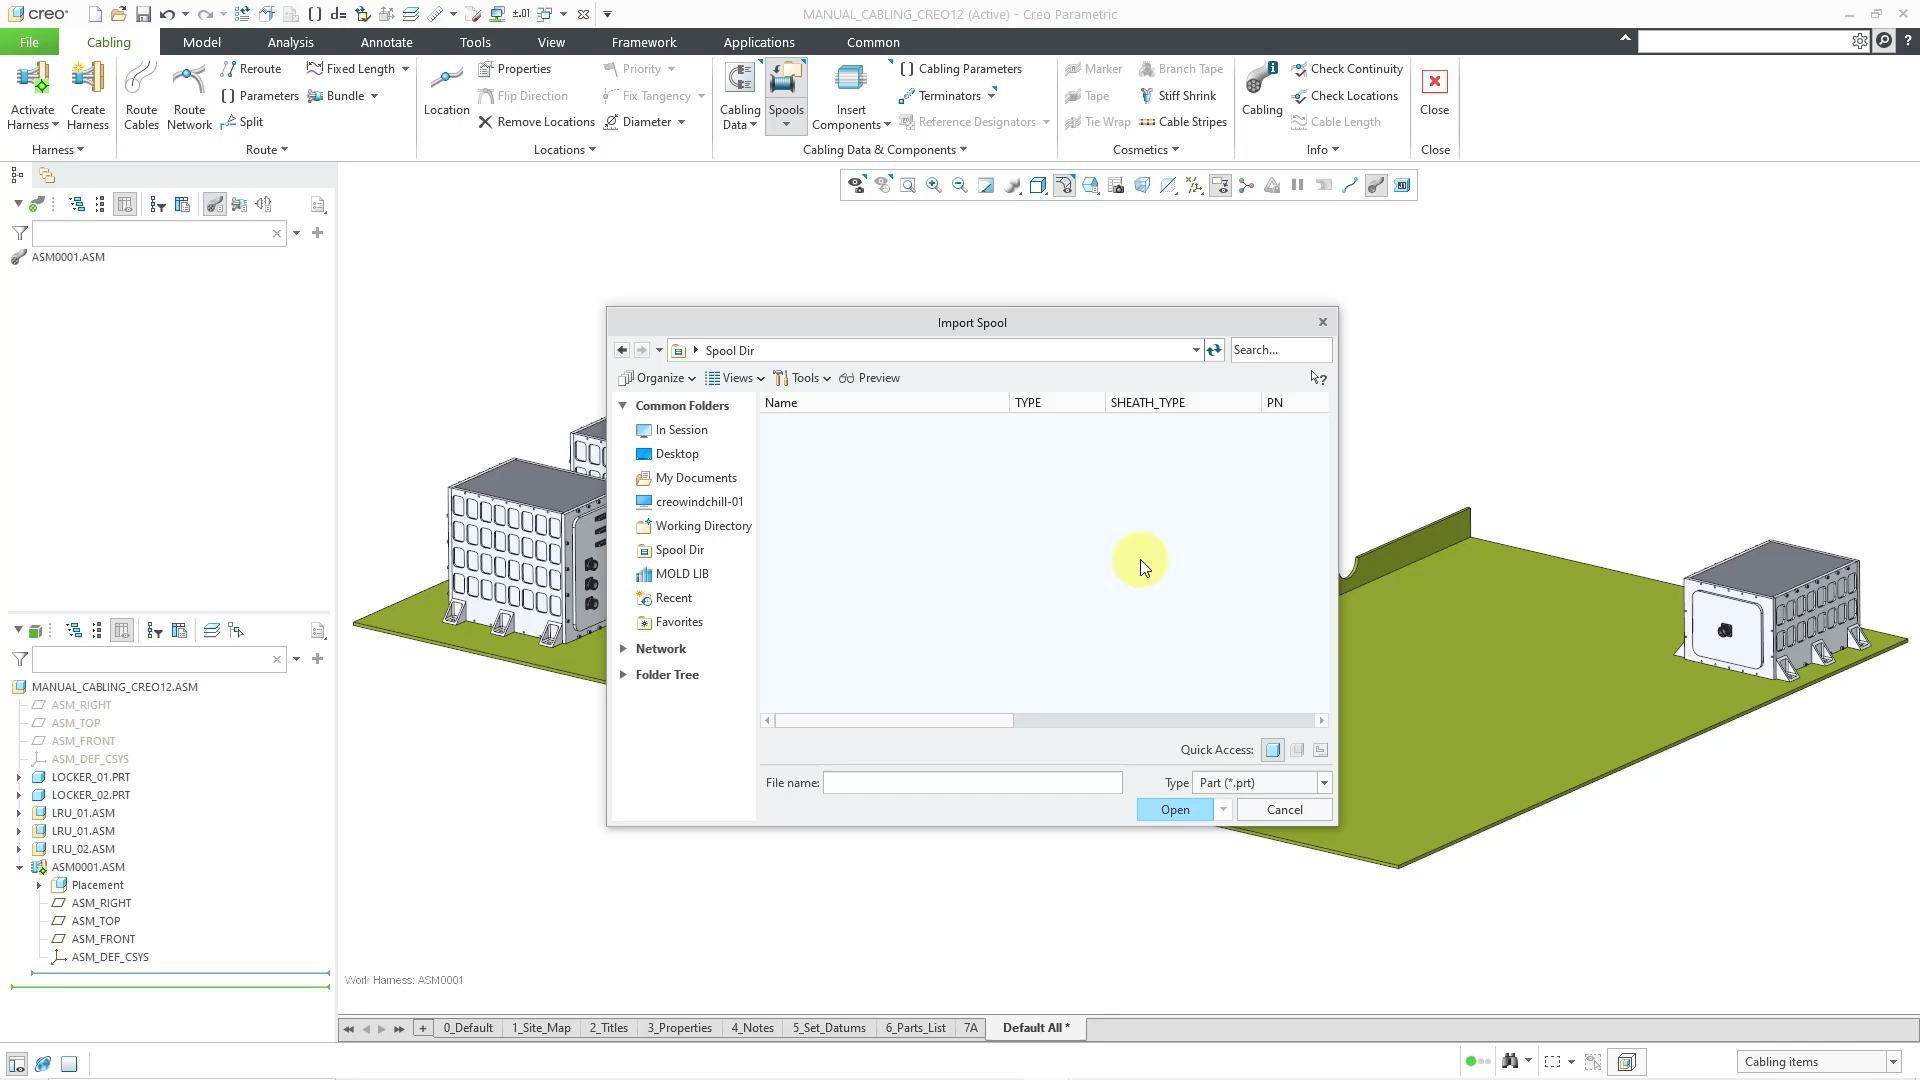 creo
MANUAL_CABLING_CREO12 (Active) - Creo Parametric
File
Cabling
Model
Analysis
Annotate
Tools
View
Framework
Applications
Common
Activate Harness
Create Harness
Harness
Route Cables
Route Network
Reroute
Parameters
Split
Fixed Length
Bundle
Route
Location
Properties
Flip Direction
Remove Locations
Priority
Fix Tangency
Diameter
Locations
Cabling Data
Spools
Insert Components
Cabling Parameters
Terminators
Reference Designators
Cabling Data & Components
Marker
Tape
Tie Wrap
Branch Tape
Stiff Shrink
Cable Stripes
Cosmetics
Cabling
Check Continuity
Check Locations
Cable Length
Info
Close
Close
ASM0001.ASM
MANUAL_CABLING_CREO12.ASM
ASM_RIGHT
ASM_TOP
ASM_FRONT
ASM_DEF_CSYS
LOCKER_01.PRT
LOCKER_02.PRT
LRU_01.ASM
LRU_01.ASM
LRU_02.ASM
ASM0001.ASM
Placement
ASM_RIGHT
ASM_TOP
ASM_FRONT
ASM_DEF_CSYS
Import Spool
Spool Dir
Search...
Organize
Views
Tools
Preview
Common Folders
In Session
Desktop
My Documents
creowindchill-01
Working Directory
Spool Dir
MOLD LIB
Recent
Favorites
Network
Folder Tree
Name
TYPE
SHEATH_TYPE
PN
Quick Access:
File name:
Type
Part (*.prt)
Open
Cancel
Work Harness: ASM0001
0_Default
1_Site_Map
2_Titles
3_Properties
4_Notes
5_Set_Datums
6_Parts_List
7A
Default All *
Cabling items